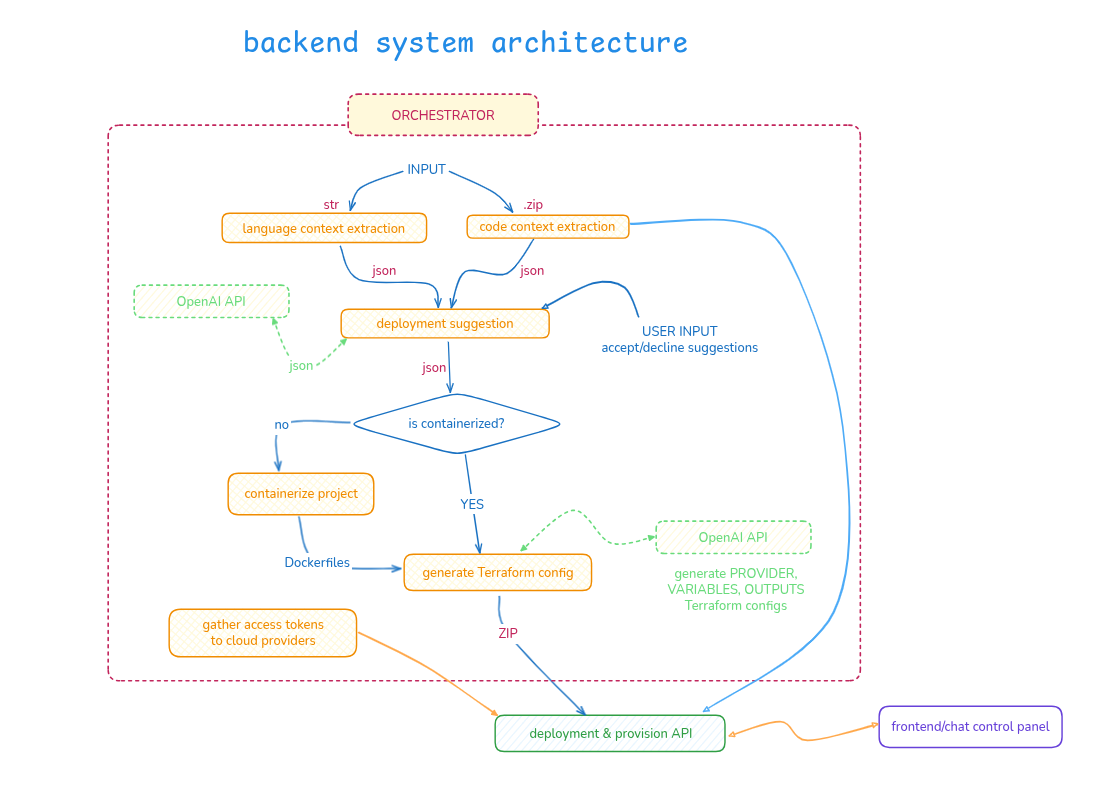 backend system architecture
ORCHESTRATOR
INPUT
str
.zip
language context extraction
code context extraction
json
json
OpenAI API
deployment suggestion
USER INPUT
accept/decline suggestions
json
json
is containerized?
no
containerize project
YES
OpenAI API
Dockerfiles
generate Terraform config
generate PROVIDER,
VARIABLES, OUTPUTS
Terraform configs
gather access tokens
to cloud providers
ZIP
deployment & provision API
frontend/chat control panel